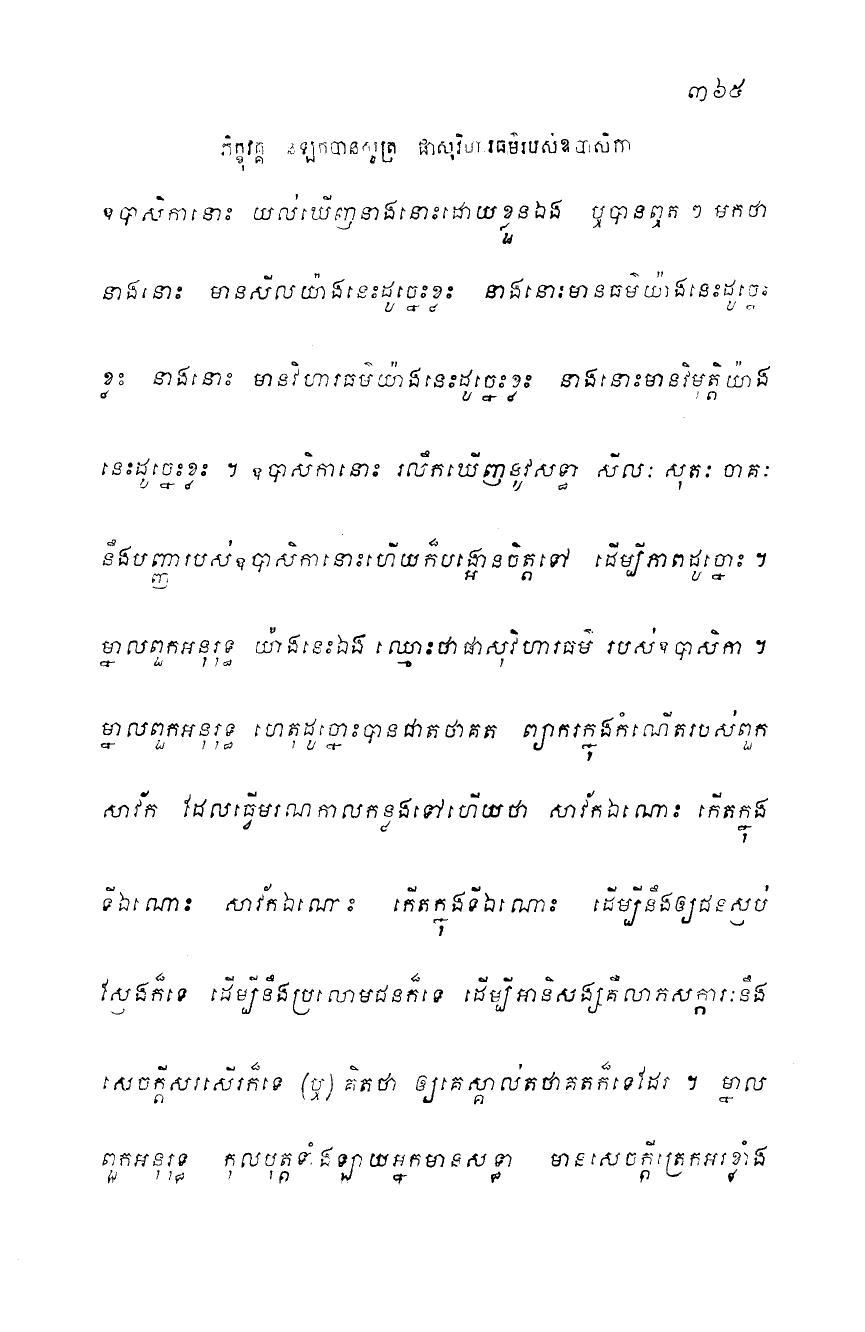 ៣៦៥
ភិក្ខុវគ្គ នឡកបានសូត្រ ផាសុវិហារធម៌របស់ឧបាសិកា
ឧបាសិកានោះ យល់ឃើញនាងនោះដោយខ្លួនឯង ឬបានឮត ៗ មកថា
នាងនោះ មានសីលយ៉ាងនេះដូច្នេះខ្លះ នាងនោះមានធម៌យ៉ាងនេះដូច្នេះ
ខ្លះ នាងនោះ មានវិហារធម៌យ៉ាងនេះដូច្នេះខ្លះ នាងនោះមានវិមុត្តិយ៉ាង
នេះដូច្នេះខ្លះ ។ ឧបាសិកានោះ រលឹកឃើញនូវសទ្ធា សីលៈ សុតៈ ចាគៈ
នឹងបញ្ញារបស់ឧបាសិកានោះហើយក៏បង្អោនចិត្តទៅ ដើម្បីភាពដូច្នោះ ។
ម្នាលពួកអនុរុទ្ធ យ៉ាងនេះឯង ឈ្មោះថាផាសុវិហារធម៌ របស់ឧបាសិកា ។
ម្នាលពួកអនុរុទ្ធ ហេតុដូច្នោះបានជាតថាគត ព្យាករក្នុងកំណើតរបស់ពួក
សាវ័ក ដែលធ្វើមរណកាលកន្លងទៅហើយថា សាវ័កឯណោះ កើតក្នុង
ទីឯណោះ សាវ័កឯណោះ កើតក្នុងទីឯណោះ ដើម្បីនឹងឲ្យជនស្ញប់
ស្ញែងក៏ទេ ដើម្បីនឹងប្រលោមជនក៏ទេ ដើម្បីអានិសង្សគឺលាភសក្ការៈនឹង
សេចក្តីសរសើរក៏ទេ (ឬ) គិតថា ឲ្យគេស្គាល់តថាគតក៏ទេដែរ ។ ម្នាល
ពួកអនុរុទ្ធ កុលបុត្តទាំងឡាយអ្នកមានសទ្ធា មានសេចក្តីត្រេកអរខ្លាំង